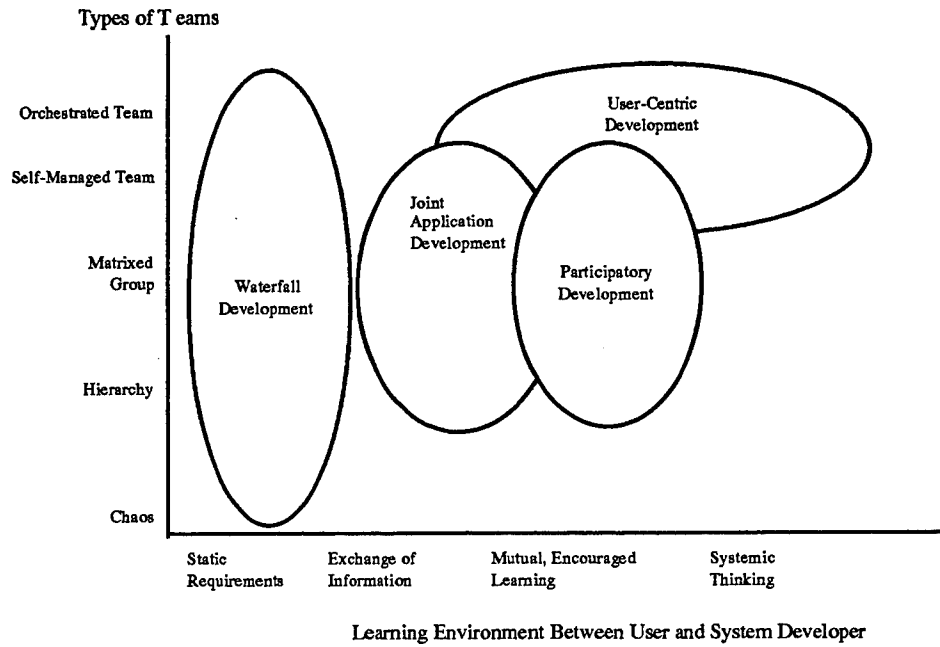 Types of T eams
Orchestrated Team
Self-Managed Team
Matrixed
Group
Hierarchy
Chaos
User-Centric
Development
Joint
Application
Development
Participatory
Development
Waterfall
Development
Static
Requirements
Exchange of
Information
Mutual, Encouraged
Learning
Systemic
Thinking
Learning Environment Between User and System Developer